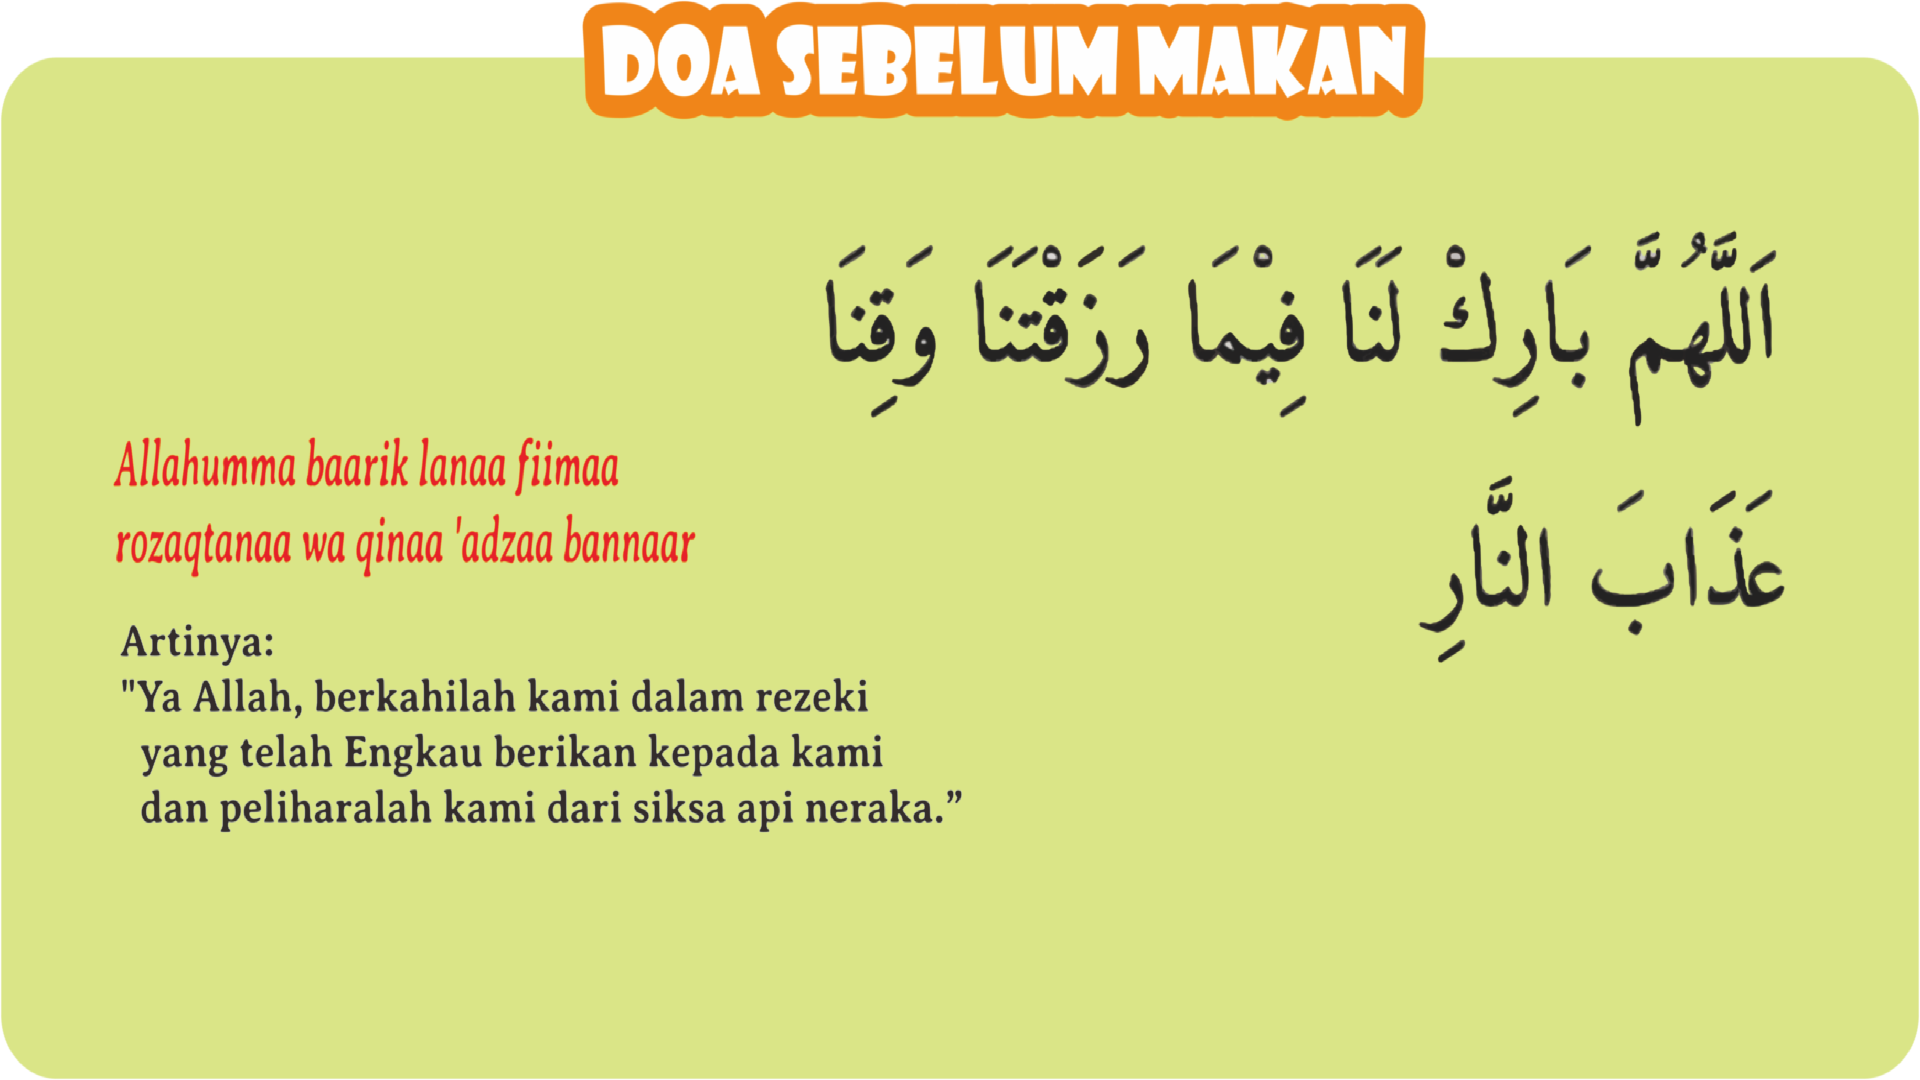 DOA SEBELUM MAKAN
اَللَّهُمَّ بَارِكْ لَنَا فِيْمَا رَزَقْتَنَا وَقِنَا
عَذَابَ النَّارِ
Allahumma baarik lanaa fiimaa
rozaqtanaa wa qinaa 'adzaa bannaar
Artinya:
"Ya Allah, berkahilah kami dalam rezeki
yang telah Engkau berikan kepada kami
dan peliharalah kami dari siksa api neraka.”